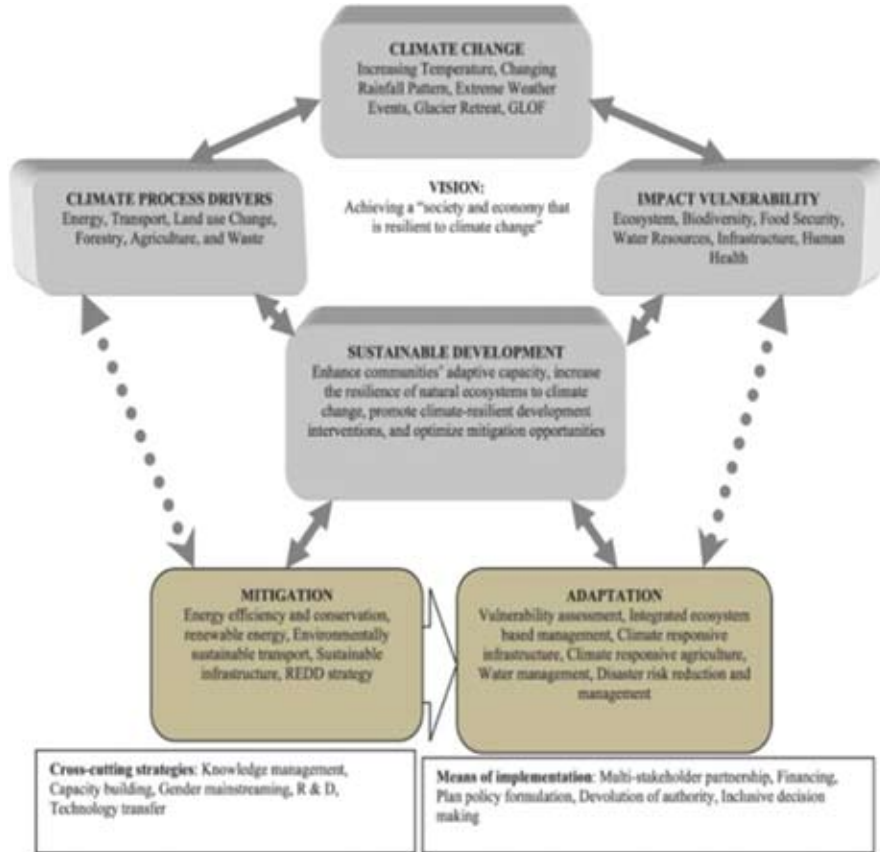 CLIMATE CHANGE
Increasing Temperature, Changing
Rainfall Pattern, Extreme Weather
Events, Glacier Retreat, GLOF
CLIMATE PROCESS DRIVERS
Energy, Transport, Land use Change,
Forestry, Agriculture, and Waste
VISION:
Achieving a “society and economy that
is resilient to climate change”
IMPACT VULNERABILITY
Ecosystem, Biodiversity, Food Security,
Water Resources, Infrastructure, Human
Health
SUSTAINABLE DEVELOPMENT
Enhance communities’ adaptive capacity, increase
the resilience of natural ecosystems to climate
change, promote climate-resilient development
interventions, and optimize mitigation opportunities
MITIGATION
Energy efficiency and conservation,
renewable energy, Environmentally
sustainable transport, Sustainable
infrastructure, REDD strategy
ADAPTATION
Vulnerability assessment, Integrated ecosystem
based management, Climate responsive
infrastructure, Climate responsive agriculture,
Water management, Disaster risk reduction and
management
Cross-cutting strategies: Knowledge management,
Capacity building, Gender mainstreaming, R & D,
Technology transfer
Means of implementation: Multi-stakeholder partnership, Financing,
Plan policy formulation, Devolution of authority, Inclusive decision
making